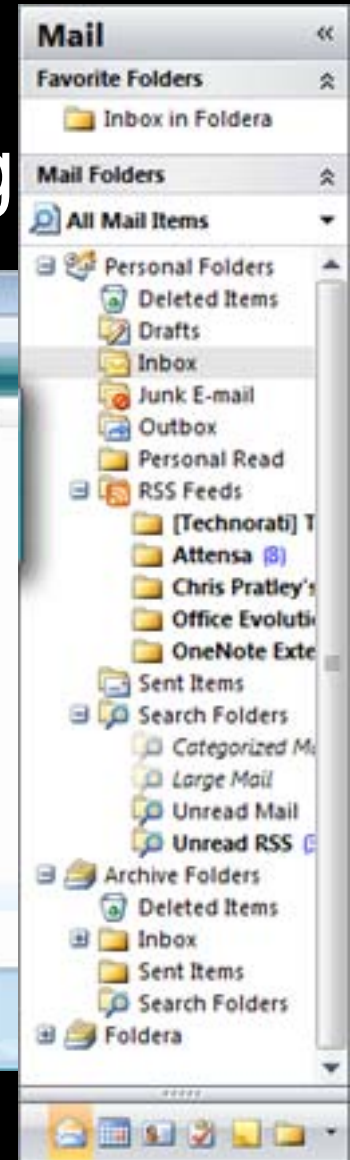 Mail
Favorite Folders
Inbox in Foldera
Mail Folders
All Mail Items
Personal Folders
Deleted Items
Drafts
Inbox
Junk E-mail
Outbox
Personal Read
RSS Feeds
[Technorati] T
Attensa (3)
Chris Pratley's
Office Evoluti
OneNote Exte
Sent Items
Search Folders
Categorized Ma
Large Mail
Unread Mail
Unread RSS
Archive Folders
Deleted Items
Inbox
Sent Items
Search Folders
Foldera